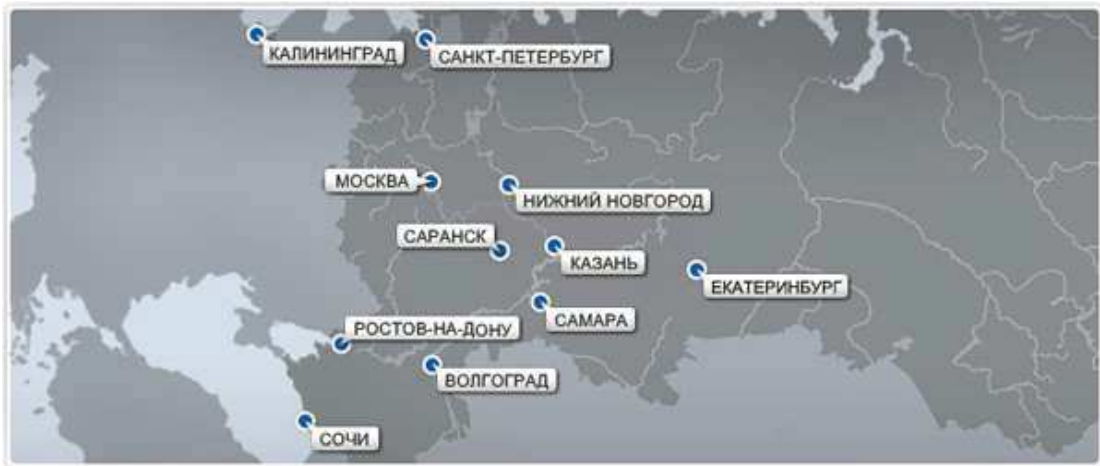 КАЛИНИНГРАД
САНКТ-ПЕТЕРБУРГ
МОСКВА
НИЖНИЙ НОВГОРОД
САРАНСК
КАЗАНЬ
ЕКАТЕРИНБУРГ
САМАРА
РОСТОВ-НА-ДОНУ
ВОЛГОГРАД
СОЧИ